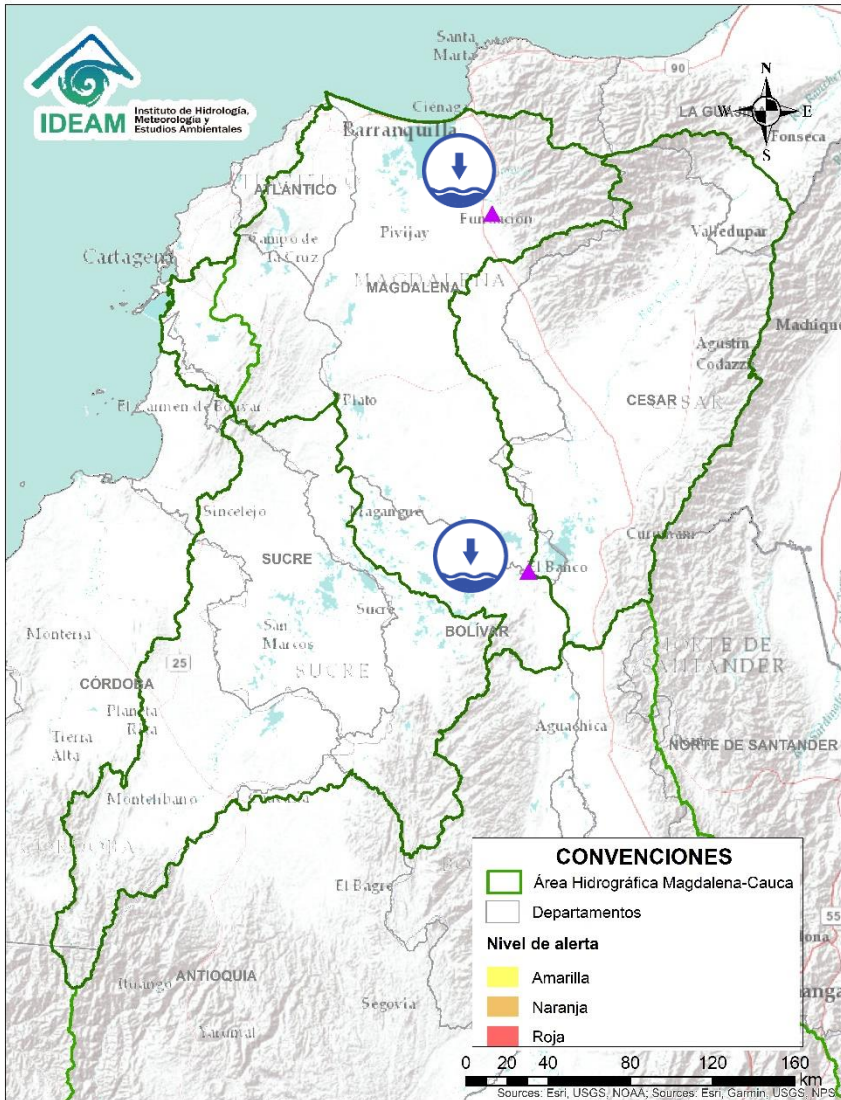 Santa
Marta
90
N
LA GUAJIRA
W E
Fonseca
S
IDEAM
Instituto de Hidrología,
Meteorología y
Estudios Ambientales
Ciénaga
Barranquilla
ATLÁNTICO
Fundación
Valledupar
Pivijay
Campo de
La Cruz
Cartagena
MAGDALENA
MAGDALENA
Agustín
Codazzi
CESAR
CESAR
Plato
El Carmen de Bolívar
Magangué
Sincelejo
Curumaní
SUCRE
El Banco
Sucre
BOLÍVAR
San
Marcos
Montería
25
SUCRE
NORTE DE
SANTANDER
CÓRDOBA
Planeta
Rica
Tierra
Alta
Aguachica
NORTE DE SANTANDER
Montelíbano
El Bagre
Ituango
ANTIOQUIA
Segovia
Yarumal
55
CONVENCIONES
Área Hidrográfica Magdalena-Cauca
Departamentos
Nivel de alerta
Amarilla
Naranja
Roja
0 20 40 80 120 160
km
Sources: Esri, USGS, NOAA; Sources: Esri, Garmin, USGS, NPS